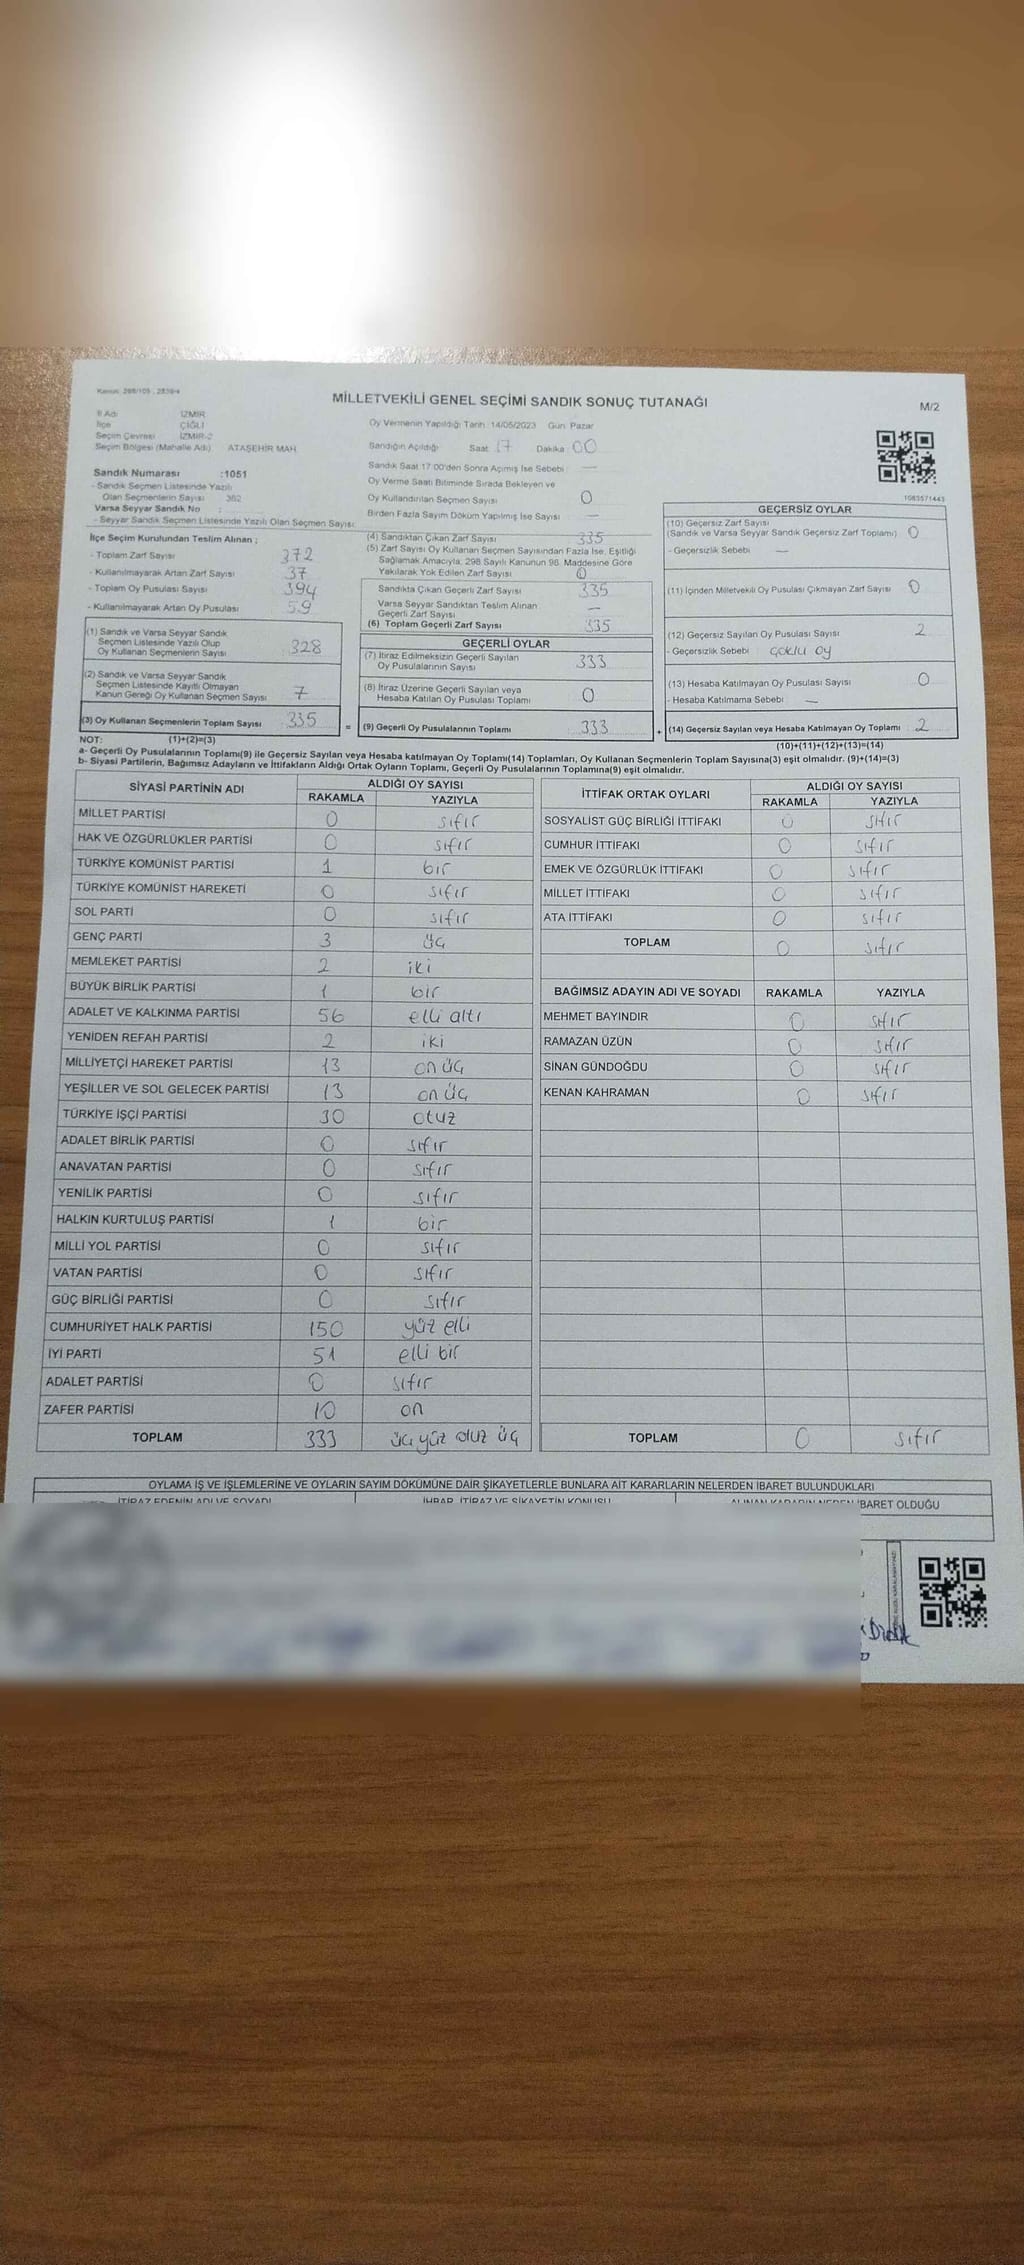 Kanun: 298/105 , 2839/4
MİLLETVEKİLİ GENEL SEÇİMİ SANDIK SONUÇ TUTANAĞI
M/2
İl Adı İZMİR
İlçe ÇİĞLİ
Seçim Çevresi İZMİR-2
Seçim Bölgesi (Mahalle Adı) ATAŞEHİR MAH.
Sandık Numarası :1051
- Sandık Seçmen Listesinde Yazılı
Olan Seçmenlerin Sayısı 362
Varsa Seyyar Sandık No :
- Seyyar Sandık Seçmen Listesinde Yazılı Olan Seçmen Sayısı:
Oy Vermenin Yapıldığı Tarih: 14/05/2023 Gün: Pazar
Sandığın Açıldığı Saat: 17 Dakika: 00
Sandık Saat 17:00'den Sonra Açılmış İse Sebebi: —
Oy Verme Saati Bitiminde Sırada Bekleyen ve
Oy Kullandırılan Seçmen Sayısı 0
Birden Fazla Sayım Döküm Yapılmış İse Sayısı: —
1083571443
İlçe Seçim Kurulundan Teslim Alınan ;
- Toplam Zarf Sayısı 372
- Kullanılmayarak Artan Zarf Sayısı 37
- Toplam Oy Pusulası Sayısı 394
- Kullanılmayarak Artan Oy Pusulası 59
(1) Sandık ve Varsa Seyyar Sandık
Seçmen Listesinde Yazılı Olup
Oy Kullanan Seçmenlerin Sayısı 328
(2) Sandık ve Varsa Seyyar Sandık
Seçmen Listesinde Kayıtlı Olmayan
Kanun Gereği Oy Kullanan Seçmen Sayısı 7
(3) Oy Kullanan Seçmenlerin Toplam Sayısı 335
(4) Sandıktan Çıkan Zarf Sayısı 335
(5) Zarf Sayısı Oy Kullanan Seçmen Sayısından Fazla İse, Eşitliği
Sağlamak Amacıyla; 298 Sayılı Kanunun 98. Maddesine Göre
Yakılarak Yok Edilen Zarf Sayısı 0
Sandıkta Çıkan Geçerli Zarf Sayısı 335
Varsa Seyyar Sandıktan Teslim Alınan
Geçerli Zarf Sayısı —
(6) Toplam Geçerli Zarf Sayısı 335
GEÇERLİ OYLAR
(7) İtiraz Edilmeksizin Geçerli Sayılan
Oy Pusulalarının Sayısı 333
(8) İtiraz Üzerine Geçerli Sayılan veya
Hesaba Katılan Oy Pusulası Toplamı 0
= (9) Geçerli Oy Pusulalarının Toplamı 333
GEÇERSİZ OYLAR
(10) Geçersiz Zarf Sayısı
(Sandık ve Varsa Seyyar Sandık Geçersiz Zarf Toplamı) 0
- Geçersizlik Sebebi : —
(11) İçinden Milletvekili Oy Pusulası Çıkmayan Zarf Sayısı 0
(12) Geçersiz Sayılan Oy Pusulası Sayısı 2
- Geçersizlik Sebebi : çoklu oy
(13) Hesaba Katılmayan Oy Pusulası Sayısı 0
- Hesaba Katılmama Sebebi : —
+ (14) Geçersiz Sayılan veya Hesaba Katılmayan Oy Toplamı 2
NOT: (1)+(2)=(3)
(10)+(11)+(12)+(13)=(14)
a- Geçerli Oy Pusulalarının Toplamı(9) ile Geçersiz Sayılan veya Hesaba katılmayan Oy Toplamı(14) Toplamları, Oy Kullanan Seçmenlerin Toplam Sayısına(3) eşit olmalıdır. (9)+(14)=(3)
b- Siyasi Partilerin, Bağımsız Adayların ve İttifakların Aldığı Ortak Oyların Toplamı, Geçerli Oy Pusulalarının Toplamına(9) eşit olmalıdır.
SİYASİ PARTİNİN ADI ALDIĞI OY SAYISI
RAKAMLA YAZIYLA
MİLLET PARTİSİ 0 sıfır
HAK VE ÖZGÜRLÜKLER PARTİSİ 0 sıfır
TÜRKİYE KOMÜNİST PARTİSİ 1 bir
TÜRKİYE KOMÜNİST HAREKETİ 0 sıfır
SOL PARTİ 0 sıfır
GENÇ PARTİ 3 üç
MEMLEKET PARTİSİ 2 iki
BÜYÜK BİRLİK PARTİSİ 1 bir
ADALET VE KALKINMA PARTİSİ 56 elli altı
YENİDEN REFAH PARTİSİ 2 iki
MİLLİYETÇİ HAREKET PARTİSİ 13 on üç
YEŞİLLER VE SOL GELECEK PARTİSİ 13 on üç
TÜRKİYE İŞÇİ PARTİSİ 30 otuz
ADALET BİRLİK PARTİSİ 0 sıfır
ANAVATAN PARTİSİ 0 sıfır
YENİLİK PARTİSİ 0 sıfır
HALKIN KURTULUŞ PARTİSİ 1 bir
MİLLİ YOL PARTİSİ 0 sıfır
VATAN PARTİSİ 0 sıfır
GÜÇ BİRLİĞİ PARTİSİ 0 sıfır
CUMHURİYET HALK PARTİSİ 150 yüz elli
İYİ PARTİ 51 elli bir
ADALET PARTİSİ 0 sıfır
ZAFER PARTİSİ 10 on
TOPLAM 333 üç yüz otuz üç
İTTİFAK ORTAK OYLARI ALDIĞI OY SAYISI
RAKAMLA YAZIYLA
SOSYALİST GÜÇ BİRLİĞİ İTTİFAKI 0 sıfır
CUMHUR İTTİFAKI 0 sıfır
EMEK VE ÖZGÜRLÜK İTTİFAKI 0 sıfır
MİLLET İTTİFAKI 0 sıfır
ATA İTTİFAKI 0 sıfır
TOPLAM 0 sıfır
BAĞIMSIZ ADAYIN ADI VE SOYADI RAKAMLA YAZIYLA
MEHMET BAYINDIR 0 sıfır
RAMAZAN ÜZÜN 0 sıfır
SİNAN GÜNDOĞDU 0 sıfır
KENAN KAHRAMAN 0 sıfır
TOPLAM 0 sıfır
OYLAMA İŞ VE İŞLEMLERİNE VE OYLARIN SAYIM DÖKÜMÜNE DAİR ŞİKAYETLERLE BUNLARA AİT KARARLARIN NELERDEN İBARET BULUNDUKLARI
İTİRAZ EDENİN ADI VE SOYADI İHBAR, İTİRAZ VE ŞİKAYETİN KONUSU ALINAN KARARIN NEDEN İBARET OLDUĞU